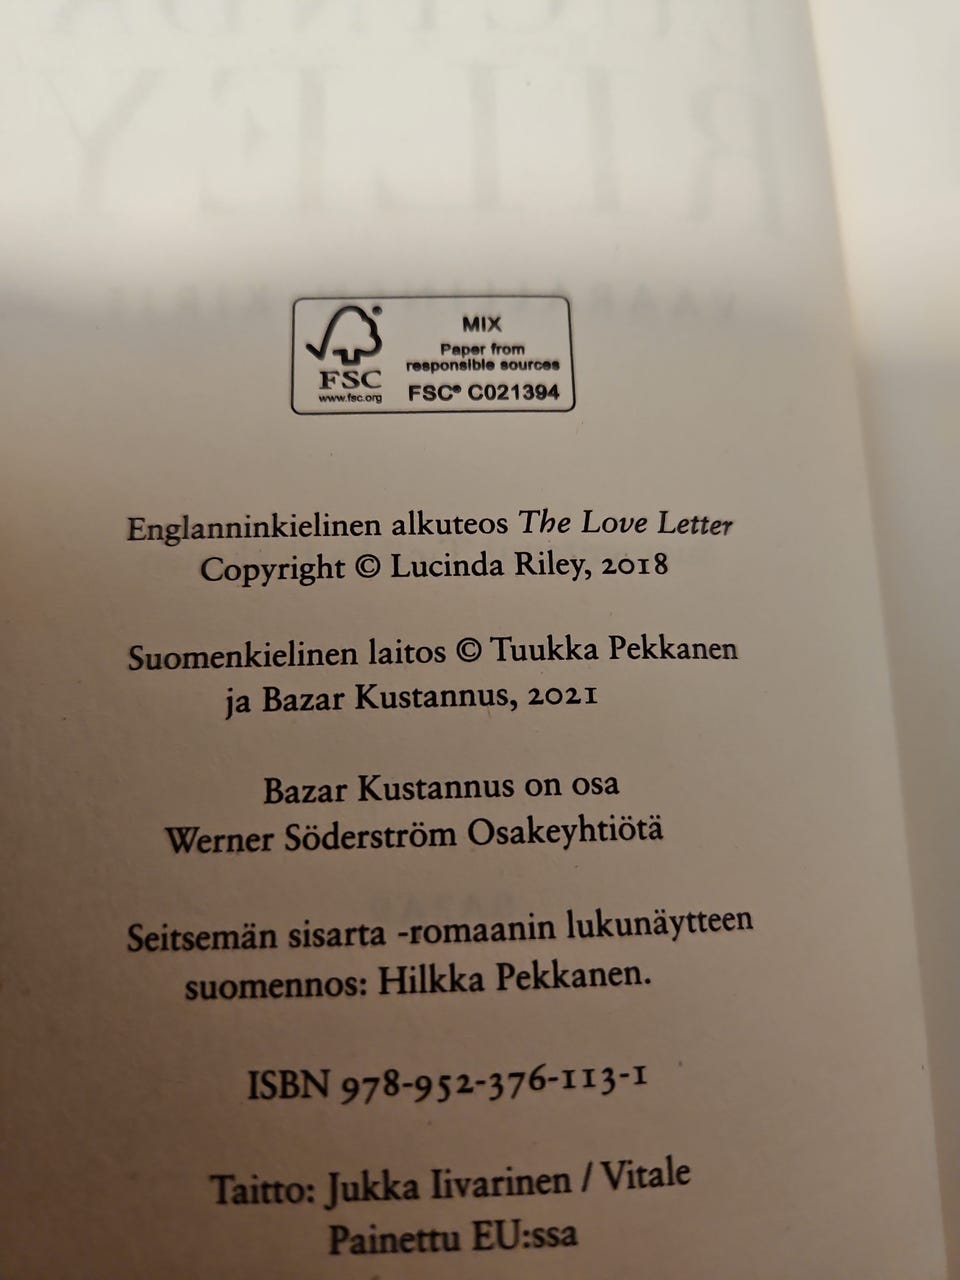 FSC
www.fsc.org
MIX
Paper from
responsible sources
FSC® C021394
Englanninkielinen alkuteos The Love Letter
Copyright © Lucinda Riley, 2018
Suomenkielinen laitos © Tuukka Pekkanen
ja Bazar Kustannus, 2021
Bazar Kustannus on osa
Werner Söderström Osakeyhtiötä
Seitsemän sisarta -romaanin lukunäytteen
suomennos: Hilkka Pekkanen.
ISBN 978-952-376-113-1
Taitto: Jukka Iivarinen / Vitale
Painettu EU:ssa